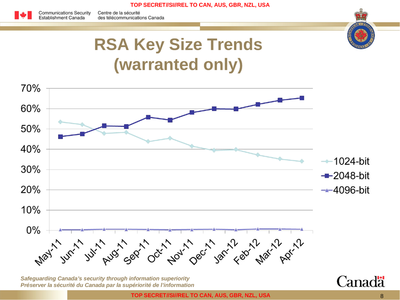 TOP SECRET//SI//REL TO CAN, AUS, GBR, NZL, USA
Communications Security Establishment Canada
Centre de la sécurité des télécommunications Canada
RSA Key Size Trends
(warranted only)
70%
60%
50%
40%
30%
20%
10%
0%
1024-bit
2048-bit
4096-bit
May-11 Jun-11 Jul-11 Aug-11 Sep-11 Oct-11 Nov-11 Dec-11 Jan-12 Feb-12 Mar-12 Apr-12
Safeguarding Canada's security through information superiority
Préserver la sécurité du Canada par la supériorité de l'information
Canada
TOP SECRET//SI//REL TO CAN, AUS, GBR, NZL, USA
8